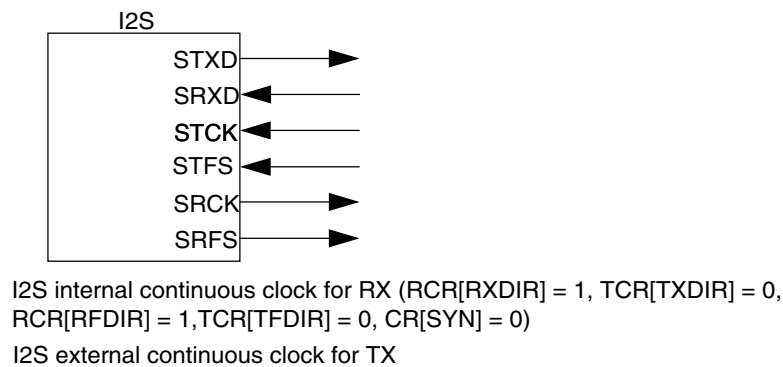 I2S
STXD
SRXD
STCK
STFS
SRCK
SRFS
I2S internal continuous clock for RX (RCR[RXDIR] = 1, TCR[TXDIR] = 0,
RCR[RFDIR] = 1,TCR[TFDIR] = 0, CR[SYN] = 0)
I2S external continuous clock for TX